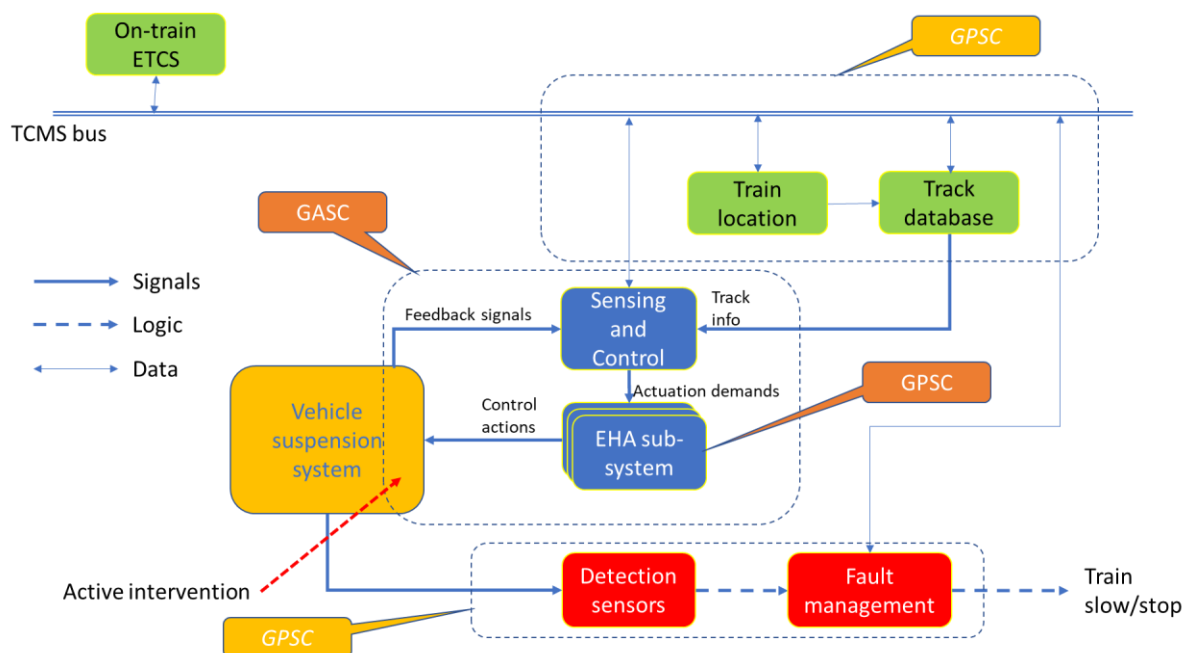 On-train
ETCS
GPSC
TCMS bus
Train
location
Track
database
GASC
Signals
Logic
Data
Feedback signals
Sensing
and
Control
Track
info
Actuation demands
GPSC
Vehicle
suspension
system
Control
actions
EHA sub-
system
Active intervention
Detection
sensors
Fault
management
Train
slow/stop
GPSC